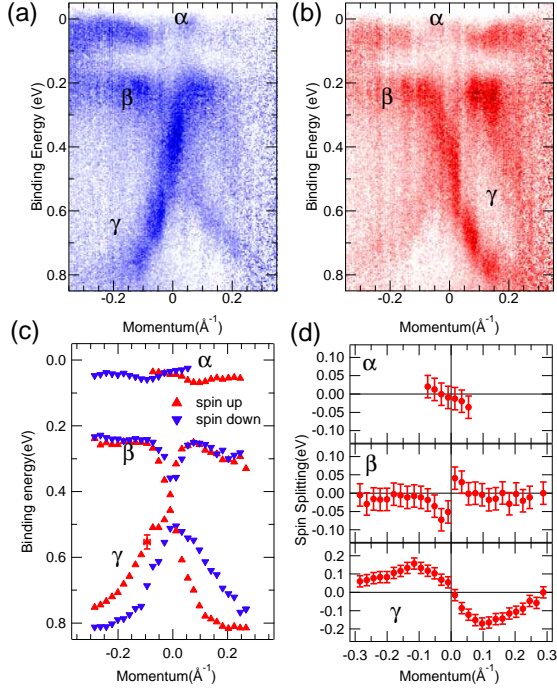 (a)
α
β
γ
0.0
0.2
0.4
0.6
0.8
Binding Energy (eV)
-0.2
0
0.2
Momentum(Å⁻¹)
(b)
α
β
γ
0.0
0.2
0.4
0.6
0.8
Binding Energy (eV)
-0.2
0
0.2
Momentum(Å⁻¹)
(c)
α
spin up
spin down
β
γ
0.0
0.2
0.4
0.6
0.8
Binding energy(eV)
-0.2
0.0
0.2
Momentum(Å⁻¹)
(d)
α
0.10
0.05
0.00
-0.05
-0.10
β
0.10
0.05
0.00
-0.05
-0.10
γ
0.2
0.1
0.0
-0.1
-0.2
Spin Splitting(eV)
-0.3 -0.2 -0.1 0.0 0.1 0.2 0.3
Momentum(Å⁻¹)